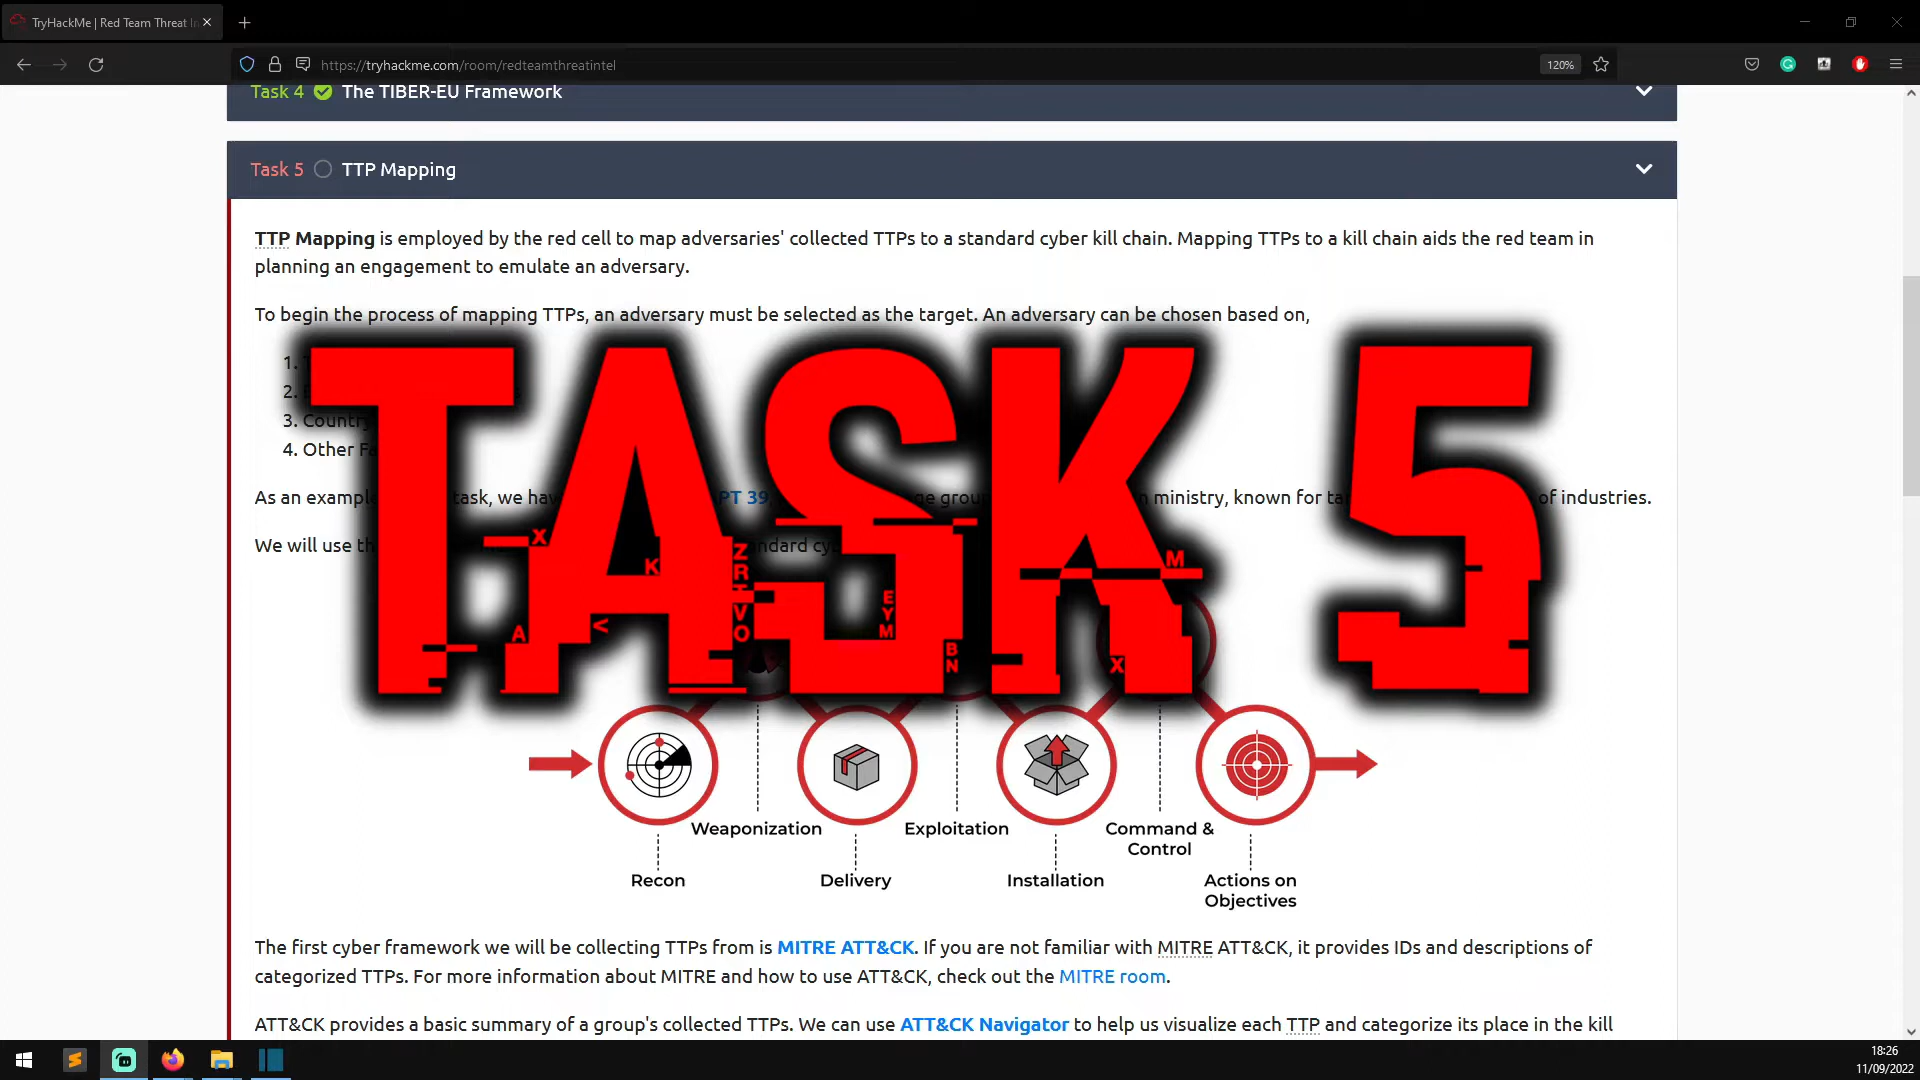 TryHackMe | Red Team Threat In
https://tryhackme.com/room/redteamthreatintel
120%
Task 4 The TIBER-EU Framework
Task 5 TTP Mapping
TTP Mapping is employed by the red cell to map adversaries' collected TTPs to a standard cyber kill chain. Mapping TTPs to a kill chain aids the red team in
planning an engagement to emulate an adversary.
To begin the process of mapping TTPs, an adversary must be selected as the target. An adversary can be chosen based on,
1.
2.
3. Country
4. Other
TASK 5
As an example task, we PT 39 ministry, known for of industries.
We will use
X
K
Z
R
V
O
A
<
E
Y
M
B
N
M
X
Weaponization
Exploitation
Command &
Control
Recon
Delivery
Installation
Actions on
Objectives
The first cyber framework we will be collecting TTPs from is MITRE ATT&CK. If you are not familiar with MITRE ATT&CK, it provides IDs and descriptions of
categorized TTPs. For more information about MITRE and how to use ATT&CK, check out the MITRE room.
ATT&CK provides a basic summary of a group's collected TTPs. We can use ATT&CK Navigator to help us visualize each TTP and categorize its place in the kill
18:26
11/09/2022